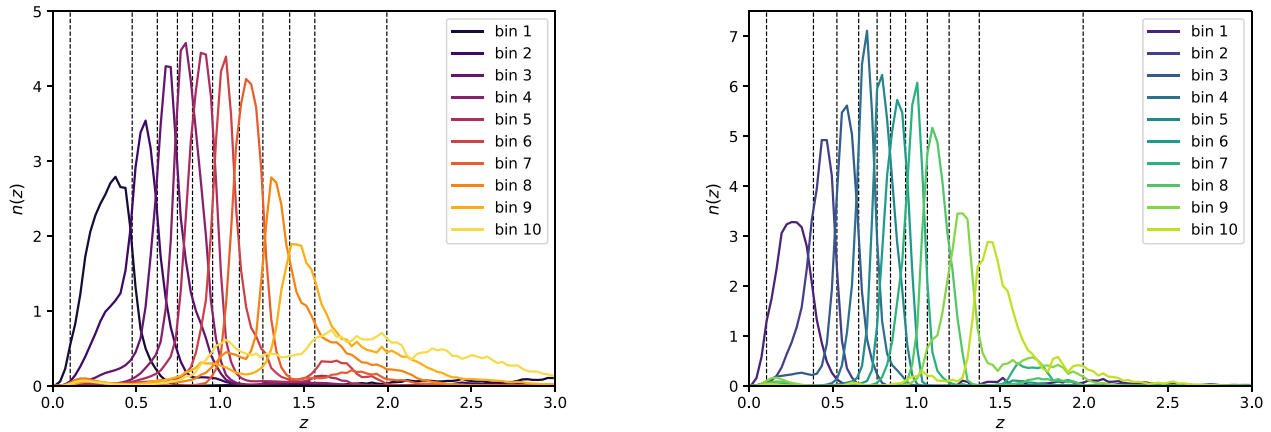 5
4
3
2
1
0
n(z)
0.0 0.5 1.0 1.5 2.0 2.5 3.0
z
bin 1
bin 2
bin 3
bin 4
bin 5
bin 6
bin 7
bin 8
bin 9
bin 10
7
6
5
4
3
2
1
0
n(z)
0.0 0.5 1.0 1.5 2.0 2.5 3.0
z
bin 1
bin 2
bin 3
bin 4
bin 5
bin 6
bin 7
bin 8
bin 9
bin 10